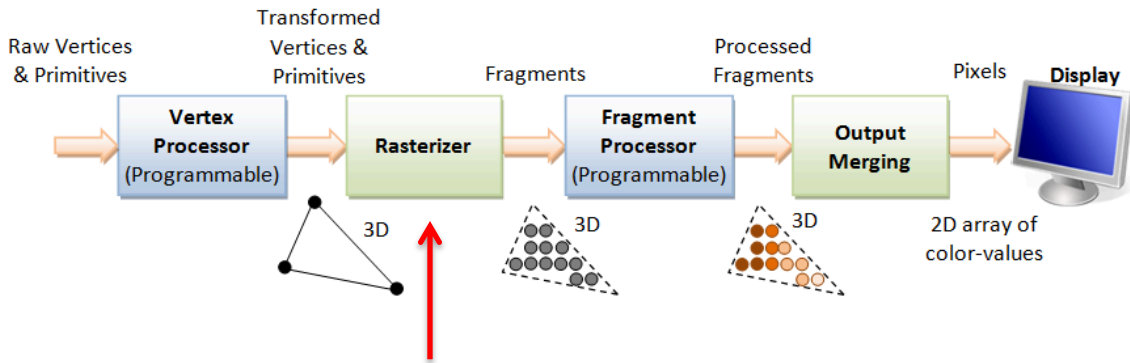 Raw Vertices
& Primitives
Vertex
Processor
(Programmable)
Transformed
Vertices &
Primitives
3D
Rasterizer
Fragments
3D
Fragment
Processor
(Programmable)
Processed
Fragments
3D
Output
Merging
Pixels
Display
2D array of
color-values